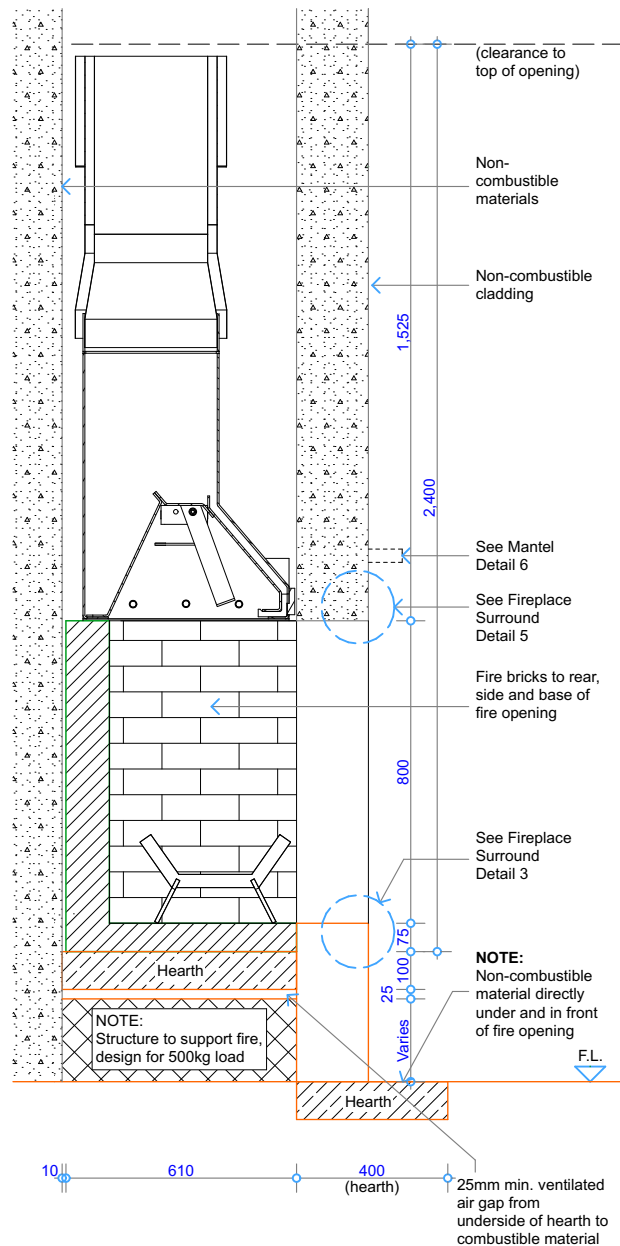 (clearance to
top of opening)
Non-
combustible
materials
Non-combustible
cladding
1,525
2,400
See Mantel
Detail 6
See Fireplace
Surround
Detail 5
Fire bricks to rear,
side and base of
fire opening
800
See Fireplace
Surround
Detail 3
75
100
25
Varies
NOTE:
Non-combustible
material directly
under and in front
of fire opening
Hearth
NOTE:
Structure to support fire,
design for 500kg load
F.L.
Hearth
10
610
400
(hearth)
25mm min. ventilated
air gap from
underside of hearth to
combustible material